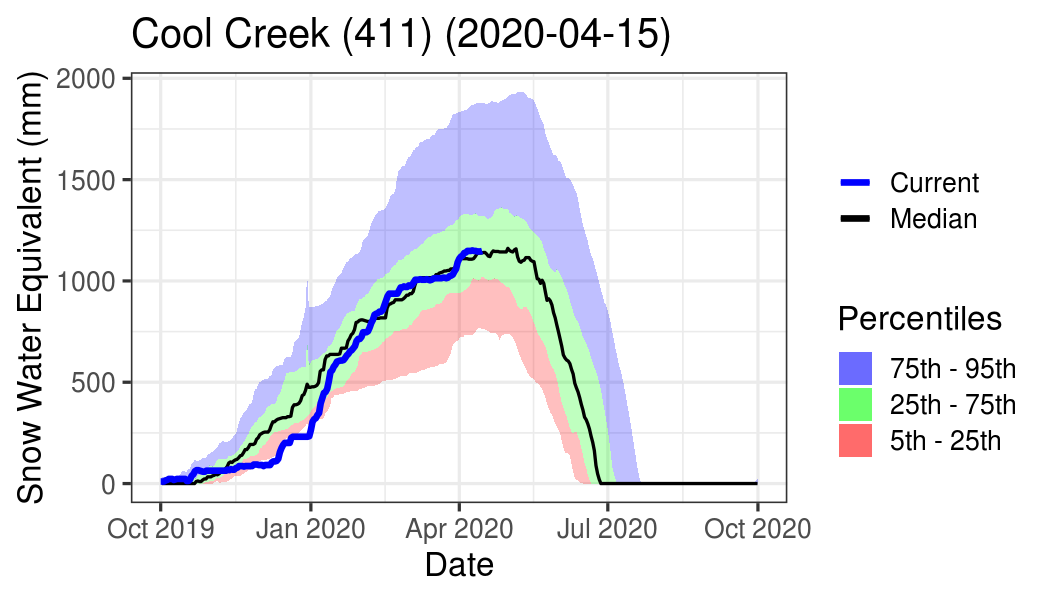 Cool Creek (411) (2020-04-15)
Snow Water Equivalent (mm)
2000
1500
1000
500
0
Oct 2019 Jan 2020 Apr 2020 Jul 2020 Oct 2020
Date
Current
Median
Percentiles
75th - 95th
25th - 75th
5th - 25th